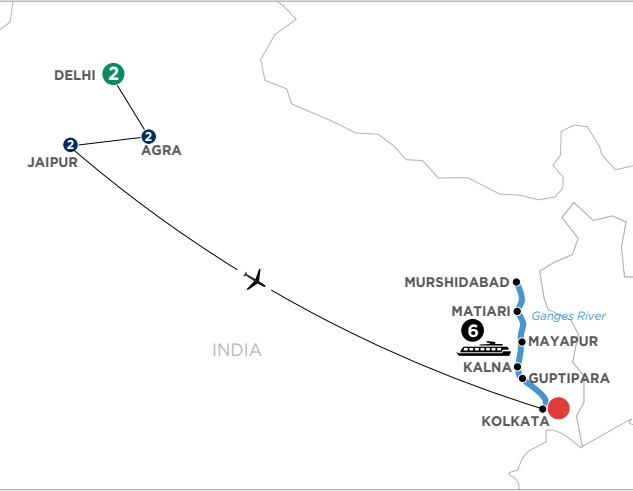 DELHI 2
2
2
AGRA
JAIPUR
MURSHIDABAD
MATIARI
Ganges River
6
MAYAPUR
INDIA
KALNA
GUPTIPARA
KOLKATA